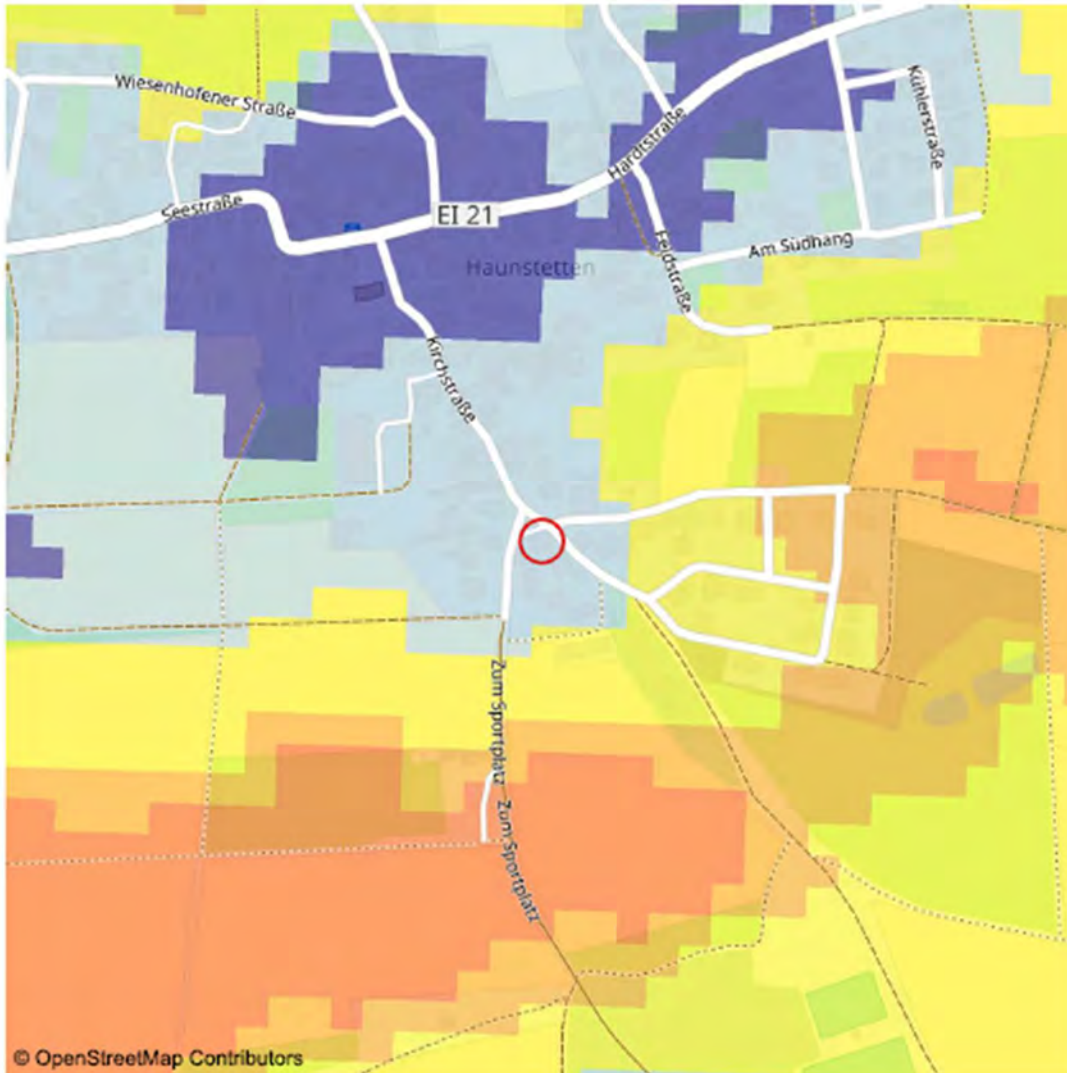 Wiesenhofener Straße
Kühlerstraße
Hardtstraße
Seestraße
EI 21
Feldstraße
Am Südhang
Haunstetten
Kirchstraße
Zum Sportplatz
Zum Sportplatz
© OpenStreetMap Contributors